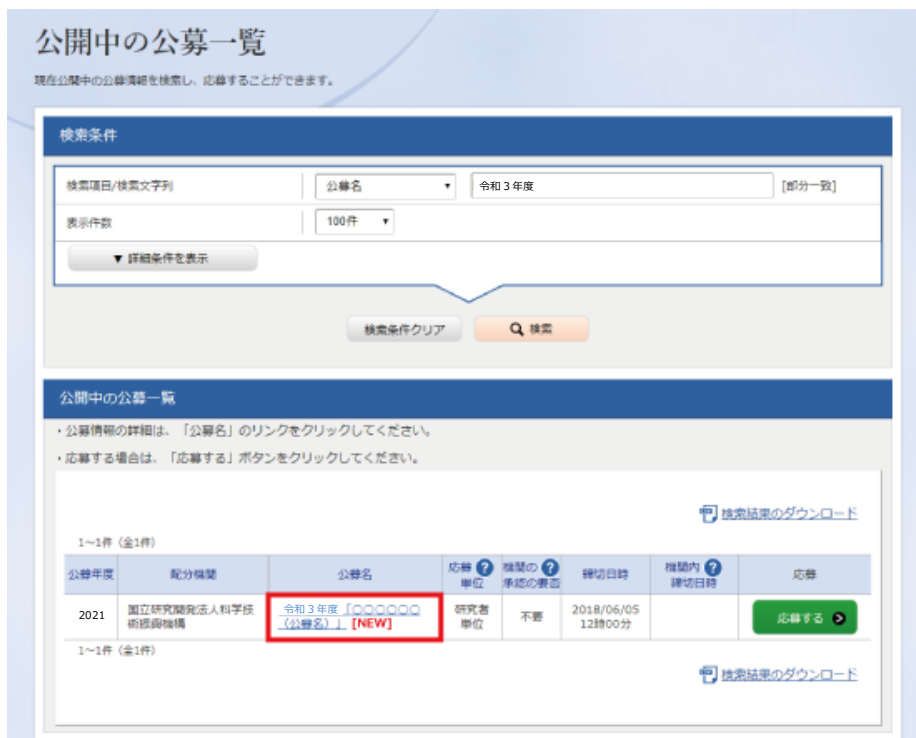 公開中の公募一覧
現在公開中の公募情報を検索し、応募することができます。
検索条件
検索項目/検索文字列 公募名 ▼ 令和3年度 [部分一致]
表示件数 100件 ▼
▼ 詳細条件を表示
検索条件クリア 検索
公開中の公募一覧
・公募情報の詳細は、「公募名」のリンクをクリックしてください。
・応募する場合は、「応募する」ボタンをクリックしてください。
検索結果のダウンロード
1~1件 (全1件)
公募年度 配分機関 公募名 応募 ? 単位 機関の ? 承認の要否 締切日時 機関内 ? 締切日時 応募
2021 国立研究開発法人科学技 令和3年度「〇〇〇〇〇〇 研究者 不要 2018/06/05 応募する
術振興機構 (公募名)」 [NEW] 単位 12時00分
1~1件 (全1件)
検索結果のダウンロード